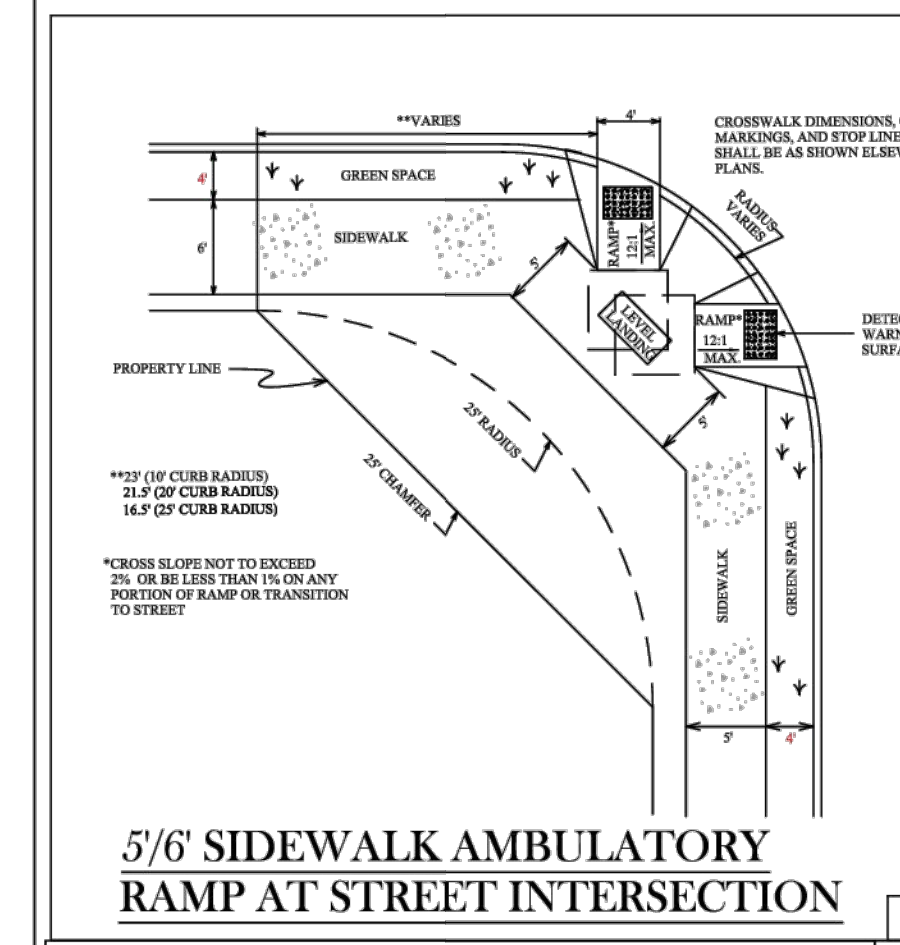 **VARIES
4'
CROSSWALK DIMENSIONS,
MARKINGS, AND STOP LINE
SHALL BE AS SHOWN
PLANS.
4'
GREEN SPACE
RADIUS
VARIES
6'
SIDEWALK
RAMP*
12:1
MAX.
5'
LEVEL
LANDING
RAMP*
12:1
MAX.
PROPERTY LINE
25' RADIUS
5'
25' CHAMFER
**23' (10' CURB RADIUS)
21.5' (20' CURB RADIUS)
16.5' (25' CURB RADIUS)
*CROSS SLOPE NOT TO EXCEED
2% OR BE LESS THAN 1% ON ANY
PORTION OF RAMP OR TRANSITION
TO STREET
SIDEWALK
GREEN SPACE
5'
4'
5'/6' SIDEWALK AMBULATORY
RAMP AT STREET INTERSECTION